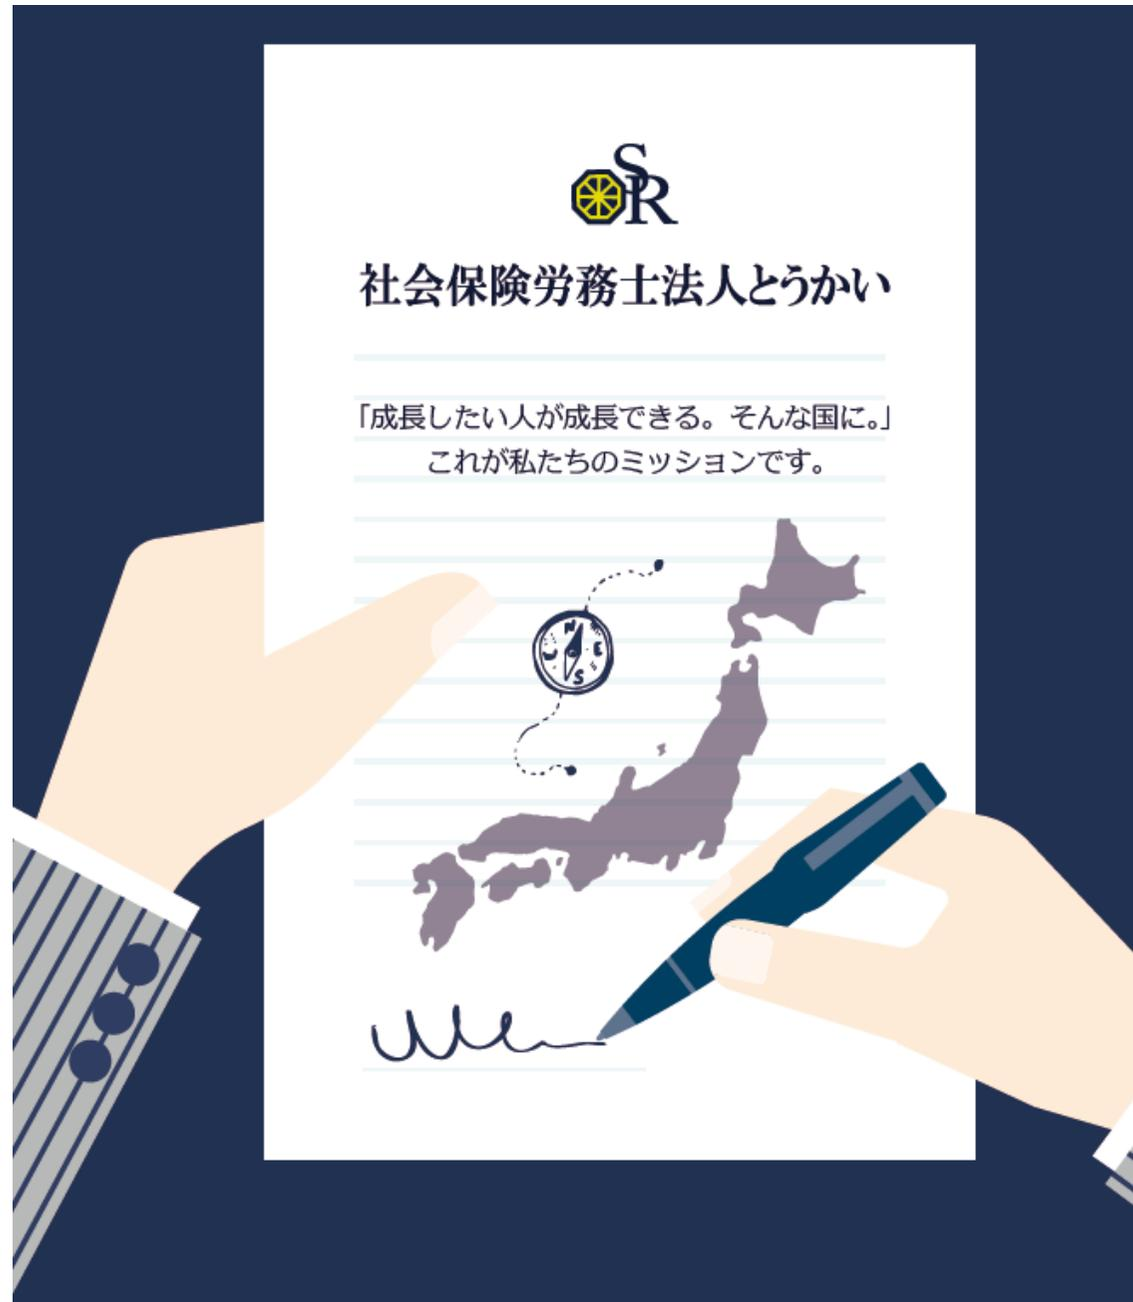 SR
社会保険労務士法人とうかい
「成長したい人が成長できる。そんな国に。」
これが私たちのミッションです。
N
E
S